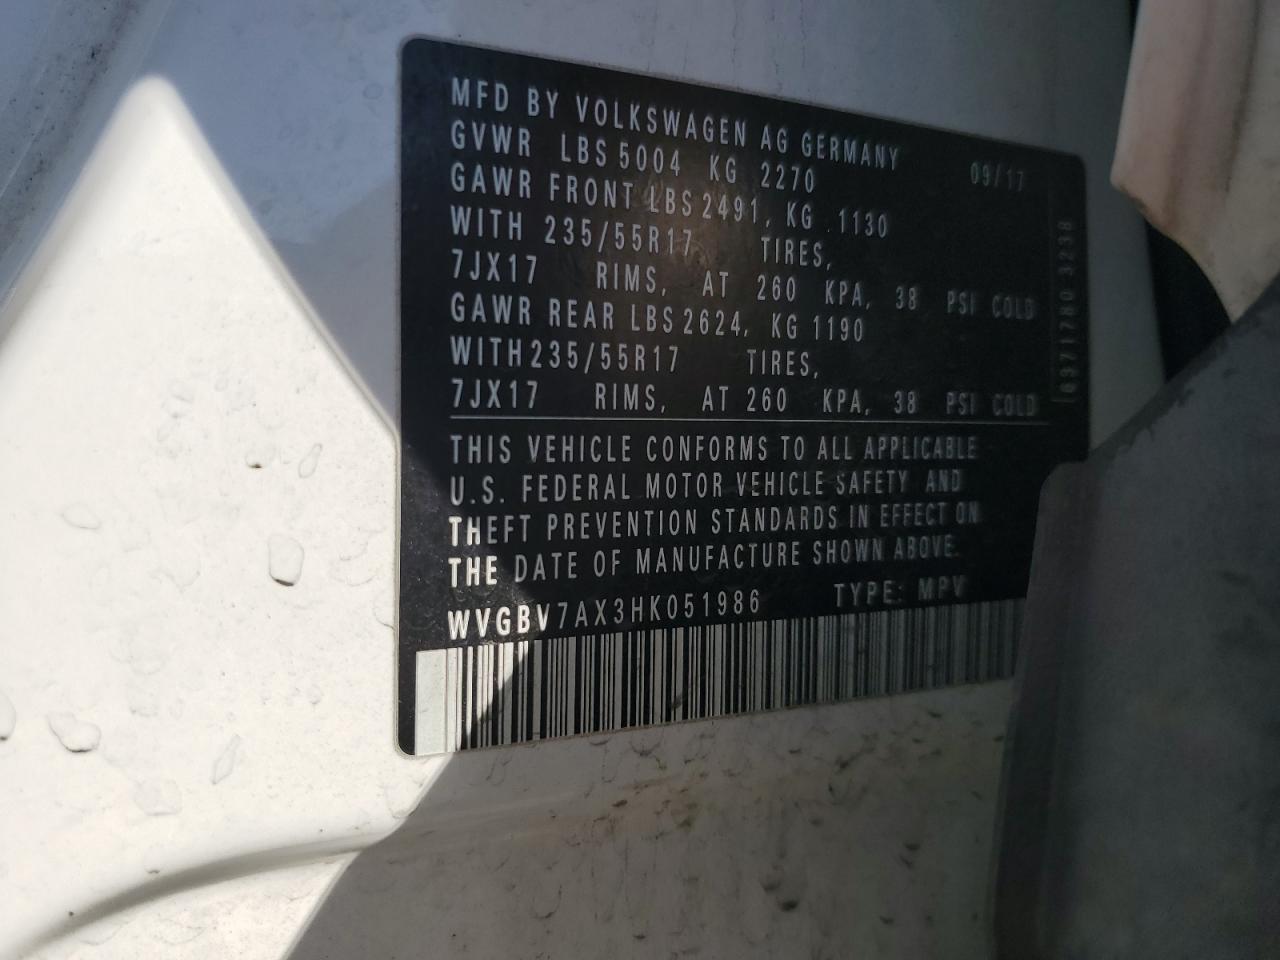 MFD BY VOLKSWAGEN AG GERMANY 09/17
GVWR LBS 5004 KG 2270
GAWR FRONT LBS 2491, KG 1130
WITH 235/55R17 TIRES,
7JX17 RIMS, AT 260 KPA, 38 PSI COLD
GAWR REAR LBS 2624, KG 1190
WITH 235/55R17 TIRES,
7JX17 RIMS, AT 260 KPA, 38 PSI COLD
THIS VEHICLE CONFORMS TO ALL APPLICABLE
U.S. FEDERAL MOTOR VEHICLE SAFETY AND
THEFT PREVENTION STANDARDS IN EFFECT ON
THE DATE OF MANUFACTURE SHOWN ABOVE.
WVGBV7AX3HK051986 TYPE: MPV